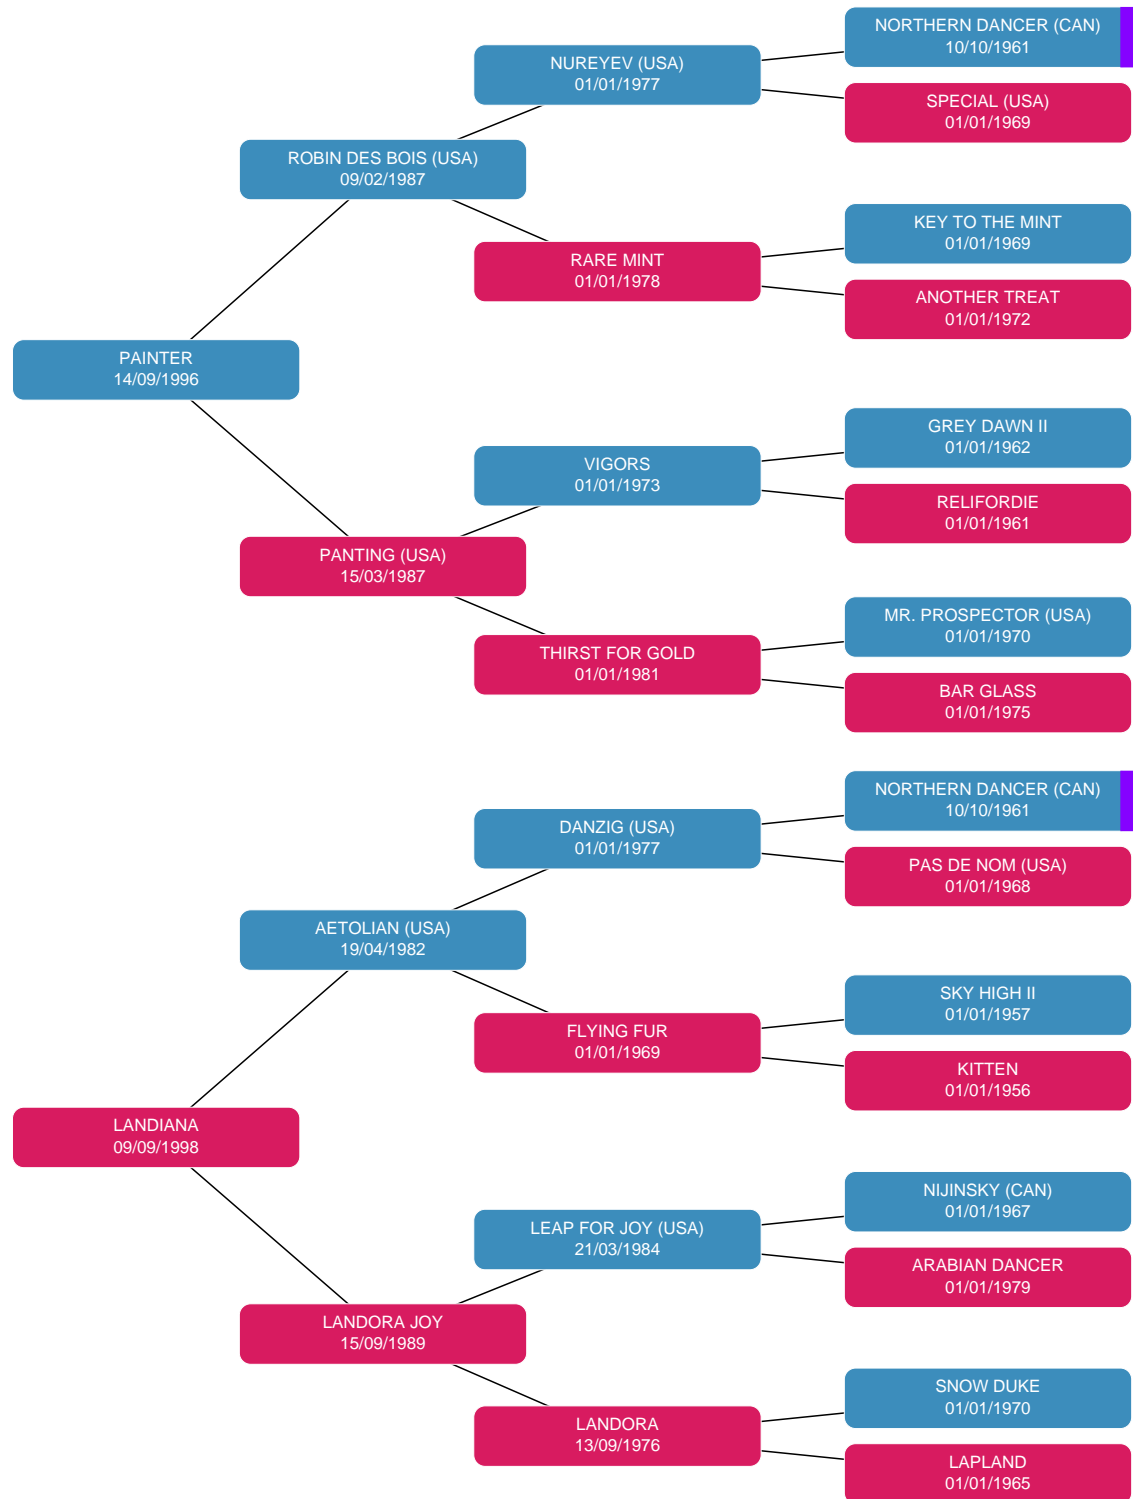 NORTHERN DANCER (CAN)
10/10/1961
NUREYEV (USA)
01/01/1977
SPECIAL (USA)
01/01/1969
ROBIN DES BOIS (USA)
09/02/1987
KEY TO THE MINT
01/01/1969
RARE MINT
01/01/1978
ANOTHER TREAT
01/01/1972
PAINTER
14/09/1996
GREY DAWN II
01/01/1962
VIGORS
01/01/1973
RELIFORDIE
01/01/1961
PANTING (USA)
15/03/1987
MR. PROSPECTOR (USA)
01/01/1970
THIRST FOR GOLD
01/01/1981
BAR GLASS
01/01/1975
NORTHERN DANCER (CAN)
10/10/1961
DANZIG (USA)
01/01/1977
PAS DE NOM (USA)
01/01/1968
AETOLIAN (USA)
19/04/1982
SKY HIGH II
01/01/1957
FLYING FUR
01/01/1969
KITTEN
01/01/1956
LANDIANA
09/09/1998
NIJINSKY (CAN)
01/01/1967
LEAP FOR JOY (USA)
21/03/1984
ARABIAN DANCER
01/01/1979
LANDORA JOY
15/09/1989
SNOW DUKE
01/01/1970
LANDORA
13/09/1976
LAPLAND
01/01/1965